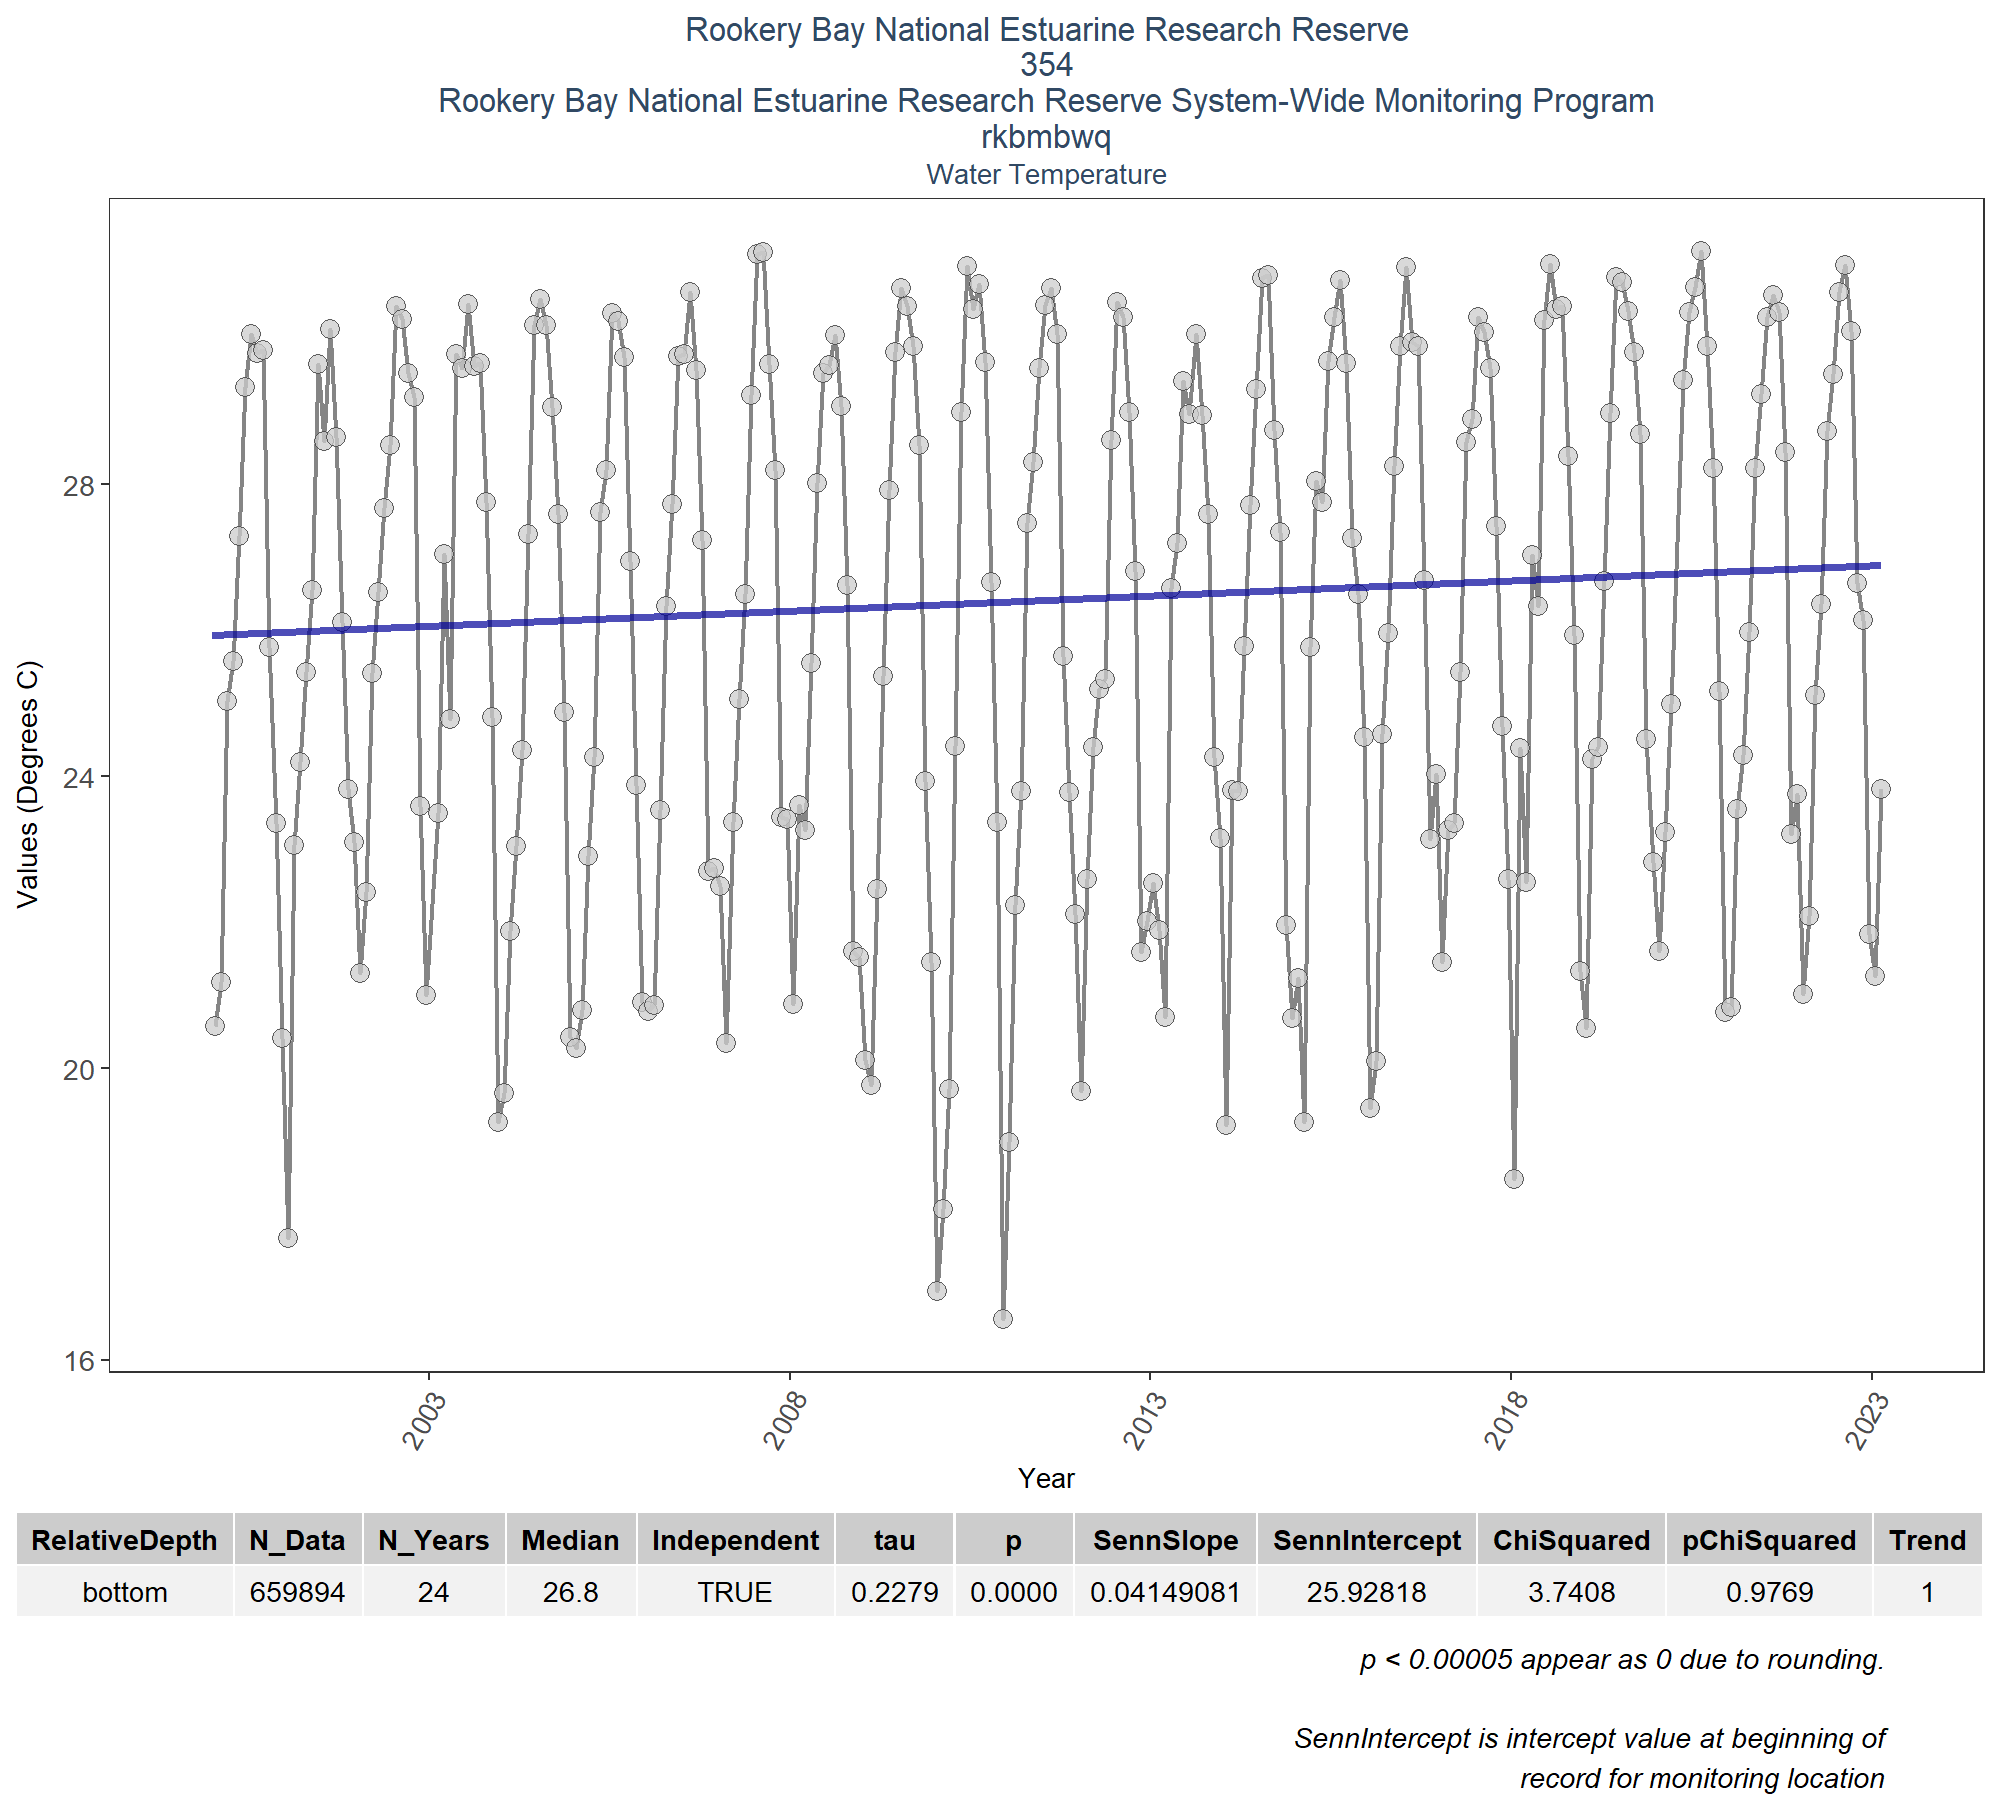 Rookery Bay National Estuarine Research Reserve
354
Rookery Bay National Estuarine Research Reserve System-Wide Monitoring Program
rkbmbwq
Water Temperature
Values (Degrees C)
28
24
20
16
2003 2008 2013 2018 2023
Year
RelativeDepth N_Data N_Years Median Independent tau p SennSlope SennIntercept ChiSquared pChiSquared Trend
bottom 659894 24 26.8 TRUE 0.2279 0.0000 0.04149081 25.92818 3.7408 0.9769 1
p < 0.00005 appear as 0 due to rounding.
SennIntercept is intercept value at beginning of
record for monitoring location